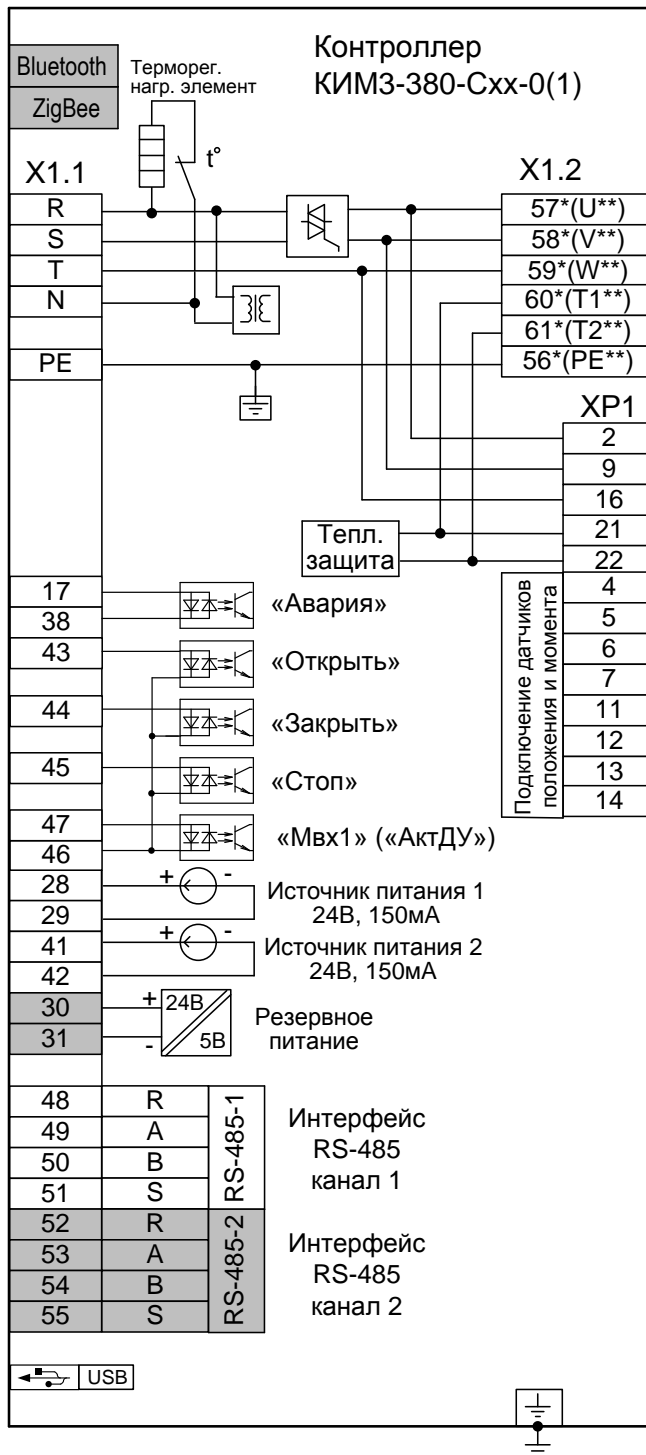 Контроллер
КИМ3-380-Схх-0(1)
Bluetooth
ZigBee
Терморег.
нагр. элемент
t°
X1.1
R
S
T
N
PE
X1.2
57*(U**)
58*(V**)
59*(W**)
60*(T1**)
61*(T2**)
56*(PE**)
XP1
2
9
16
21
22
4
5
6
7
11
12
13
14
Тепл.
защита
Подключение датчиков
положения и момента
17
38
«Авария»
43
«Открыть»
44
«Закрыть»
45
«Стоп»
47
46
«Мвх1» («АктДУ»)
28
29
+ -
Источник питания 1
24В, 150мА
41
42
+ -
Источник питания 2
24В, 150мА
30
31
+ 24В
- 5В
Резервное
питание
48 R
49 A
50 B
51 S
RS-485-1
Интерфейс
RS-485
канал 1
52 R
53 A
54 B
55 S
RS-485-2
Интерфейс
RS-485
канал 2
USB